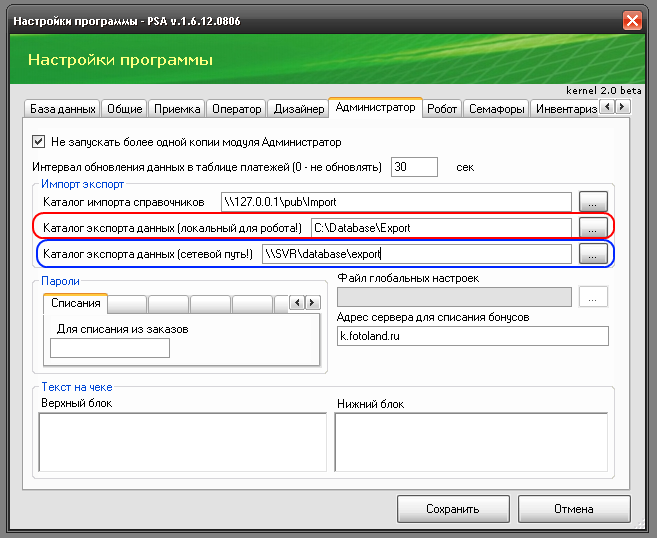 Настройки программы - PSA v.1.6.12.0806
Настройки программы
kernel 2.0 beta
База данных Общие Приемка Оператор Дизайнер Администратор Робот Семафоры Инвентариз
Не запускать более одной копии модуля Администратор
Интервал обновления данных в таблице платежей (0 - не обновлять) 30 сек
Импорт экспорт
Каталог импорта справочников \\127.0.0.1\pub\Import ...
Каталог экспорта данных (локальный для робота!) C:\Database\Export ...
Каталог экспорта данных (сетевой путь!) \\SVR\database\export ...
Пароли
Списания
Для списания из заказов
Файл глобальных настроек
...
Адрес сервера для списания бонусов
k.fotoland.ru
Текст на чеке
Верхный блок
Нижний блок
Сохранить Отмена